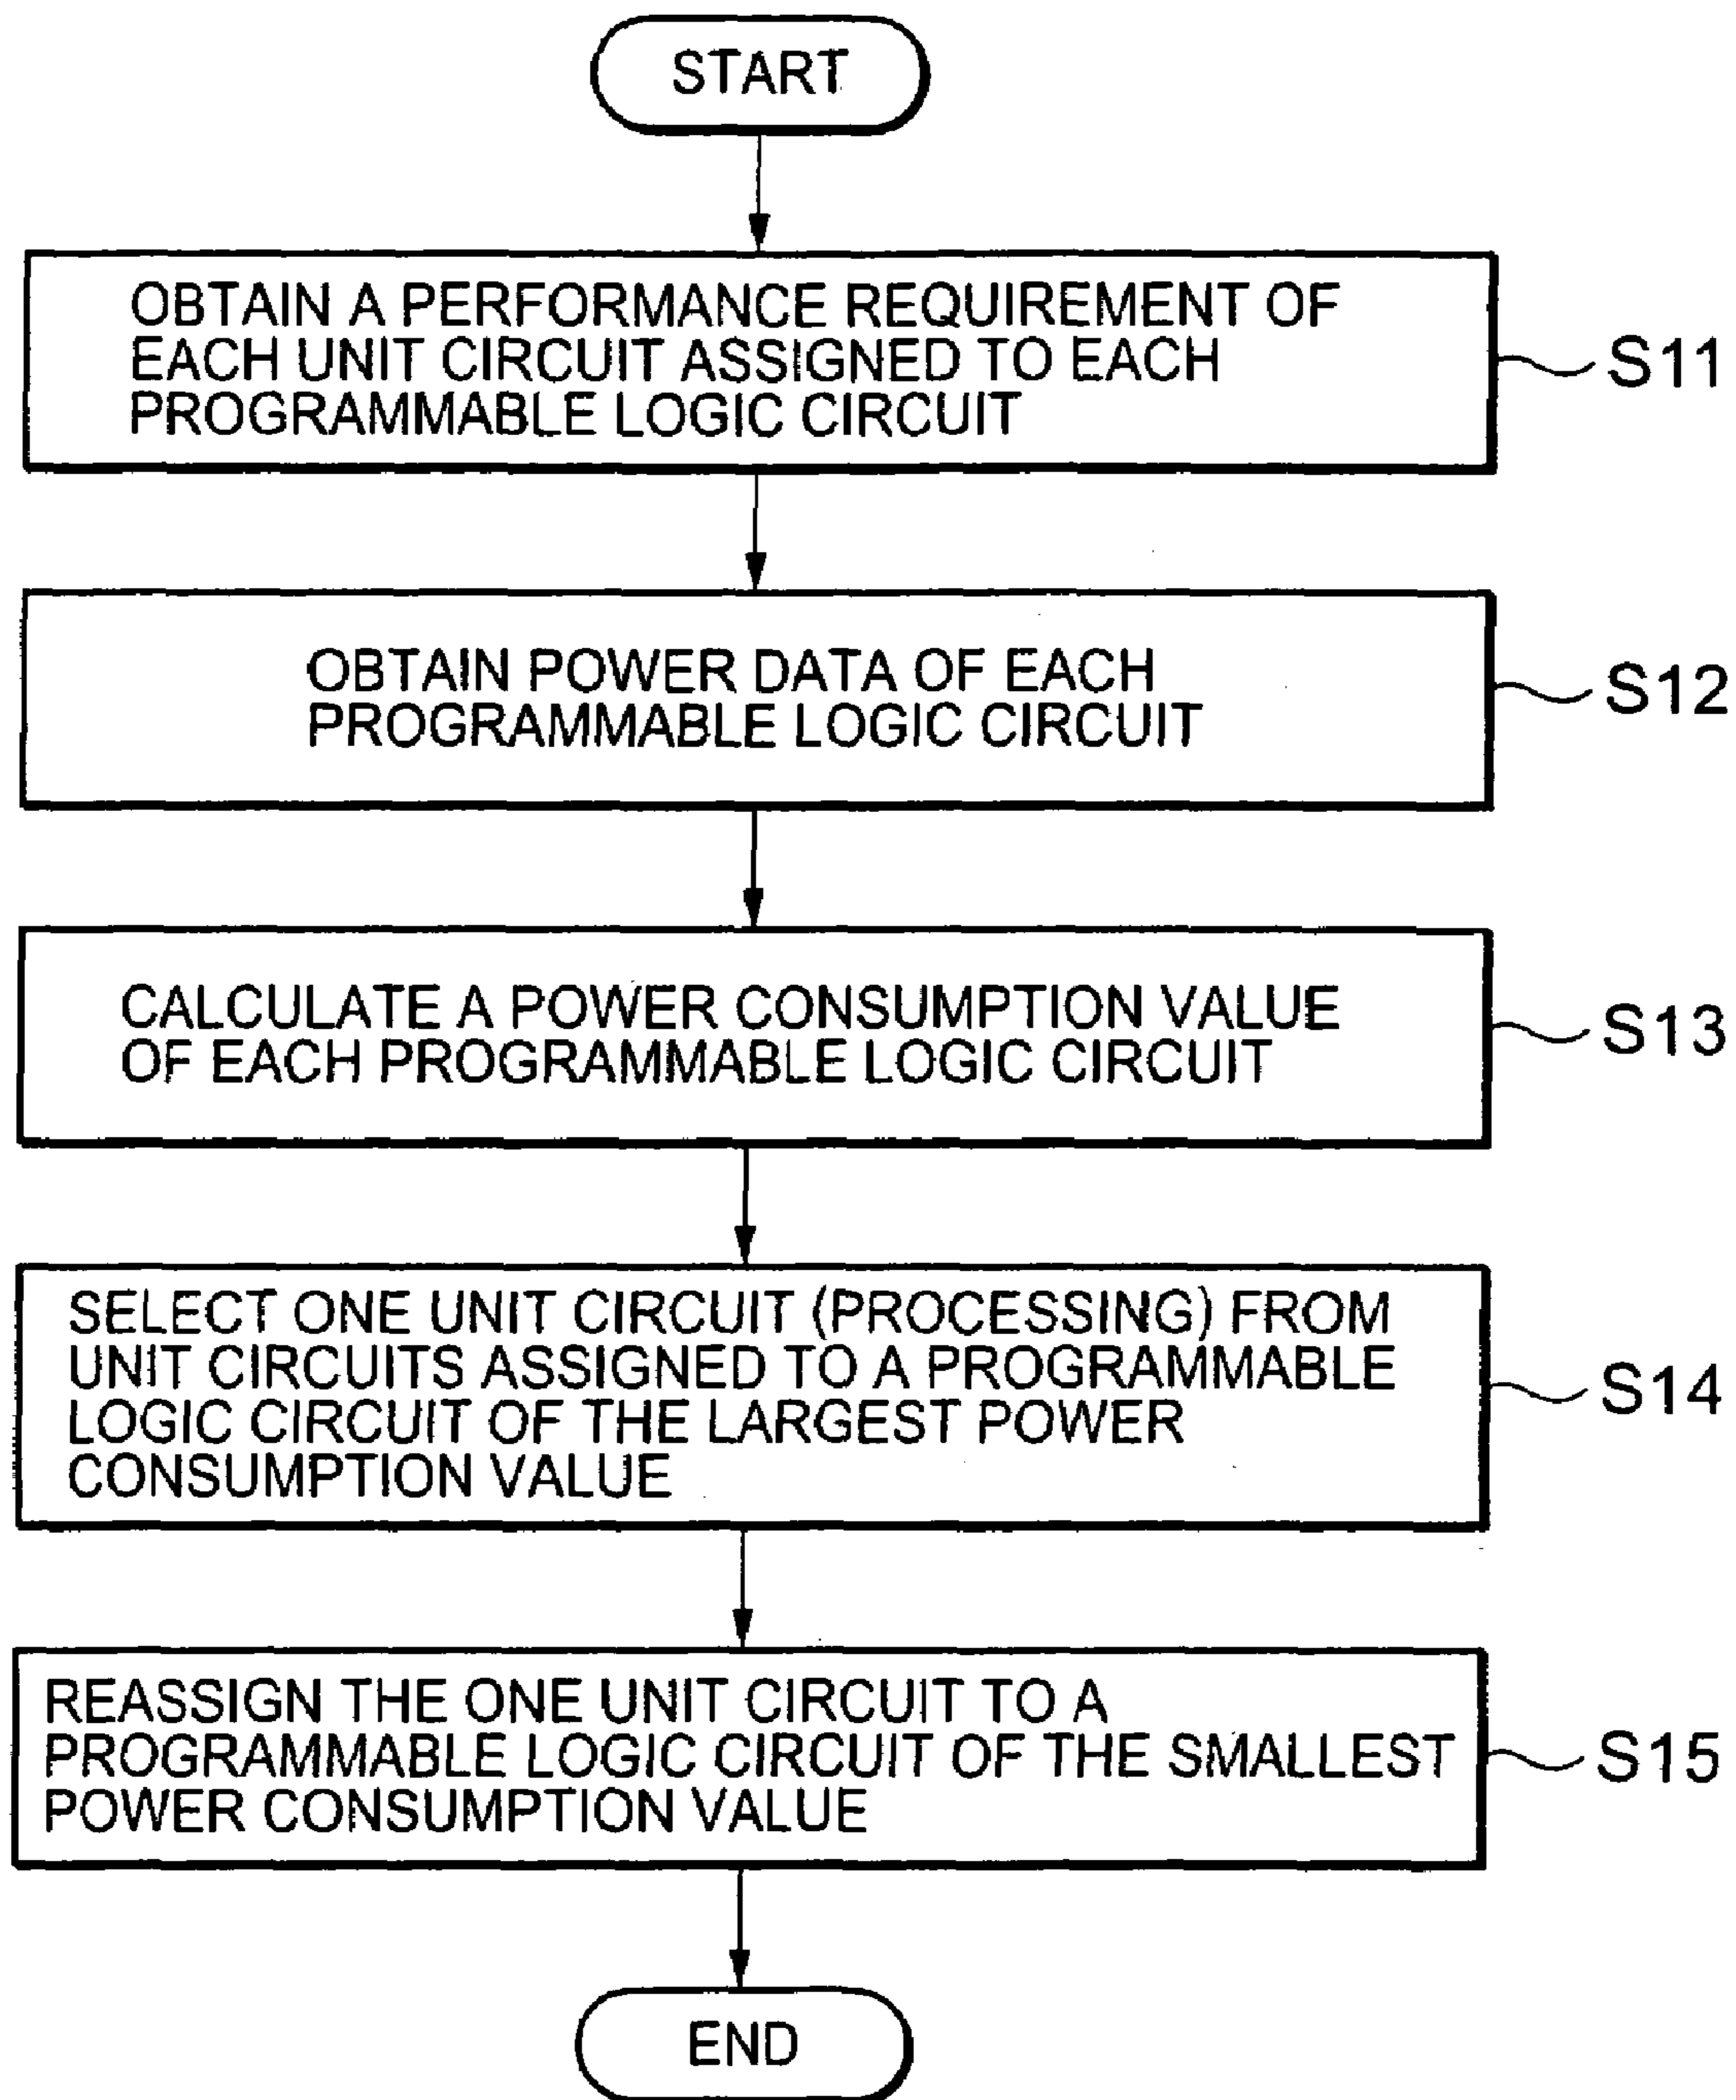 START
OBTAIN A PERFORMANCE REQUIREMENT OF
EACH UNIT CIRCUIT ASSIGNED TO EACH
PROGRAMMABLE LOGIC CIRCUIT
S11
OBTAIN POWER DATA OF EACH
PROGRAMMABLE LOGIC CIRCUIT
S12
CALCULATE A POWER CONSUMPTION VALUE
OF EACH PROGRAMMABLE LOGIC CIRCUIT
S13
SELECT ONE UNIT CIRCUIT (PROCESSING) FROM
UNIT CIRCUITS ASSIGNED TO A PROGRAMMABLE
LOGIC CIRCUIT OF THE LARGEST POWER
CONSUMPTION VALUE
S14
REASSIGN THE ONE UNIT CIRCUIT TO A
PROGRAMMABLE LOGIC CIRCUIT OF THE SMALLEST
POWER CONSUMPTION VALUE
S15
END